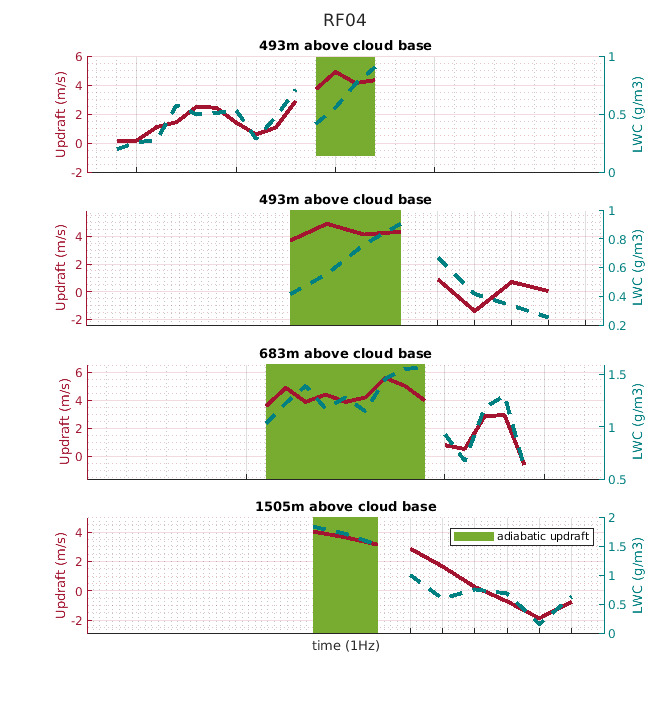 RF04
493m above cloud base
6
4
2
0
-2
Updraft (m/s)
1
0.5
0
LWC (g/m3)
493m above cloud base
4
2
0
-2
Updraft (m/s)
1
0.8
0.6
0.4
0.2
LWC (g/m3)
683m above cloud base
6
4
2
0
Updraft (m/s)
1.5
1
0.5
LWC (g/m3)
1505m above cloud base
4
2
0
-2
Updraft (m/s)
adiabatic updraft
2
1.5
1
0.5
0
LWC (g/m3)
time (1Hz)